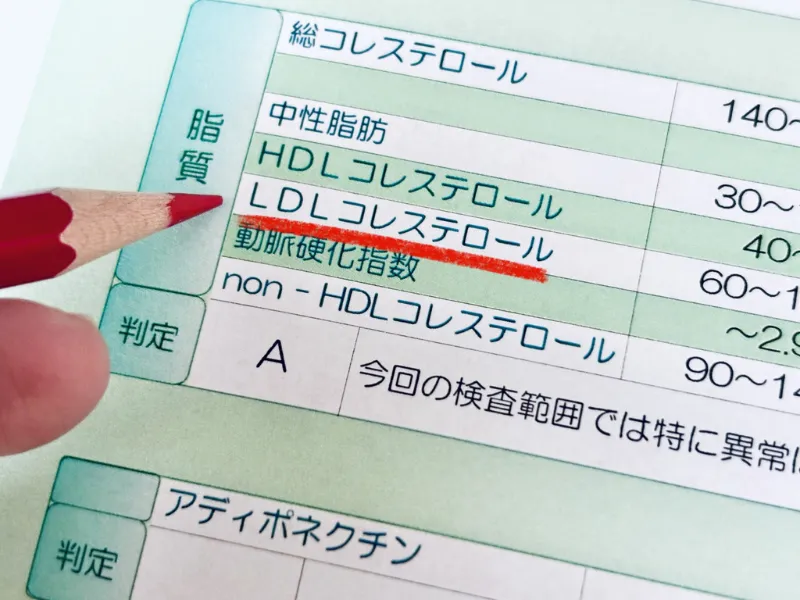 脂質
総コレステロール 140〜
中性脂肪 30〜
HDLコレステロール 40〜
LDLコレステロール 60〜1
動脈硬化指数 〜2.9
non-HDLコレステロール 90〜14
判定 A 今回の検査範囲では特に異常
アディポネクチン
判定